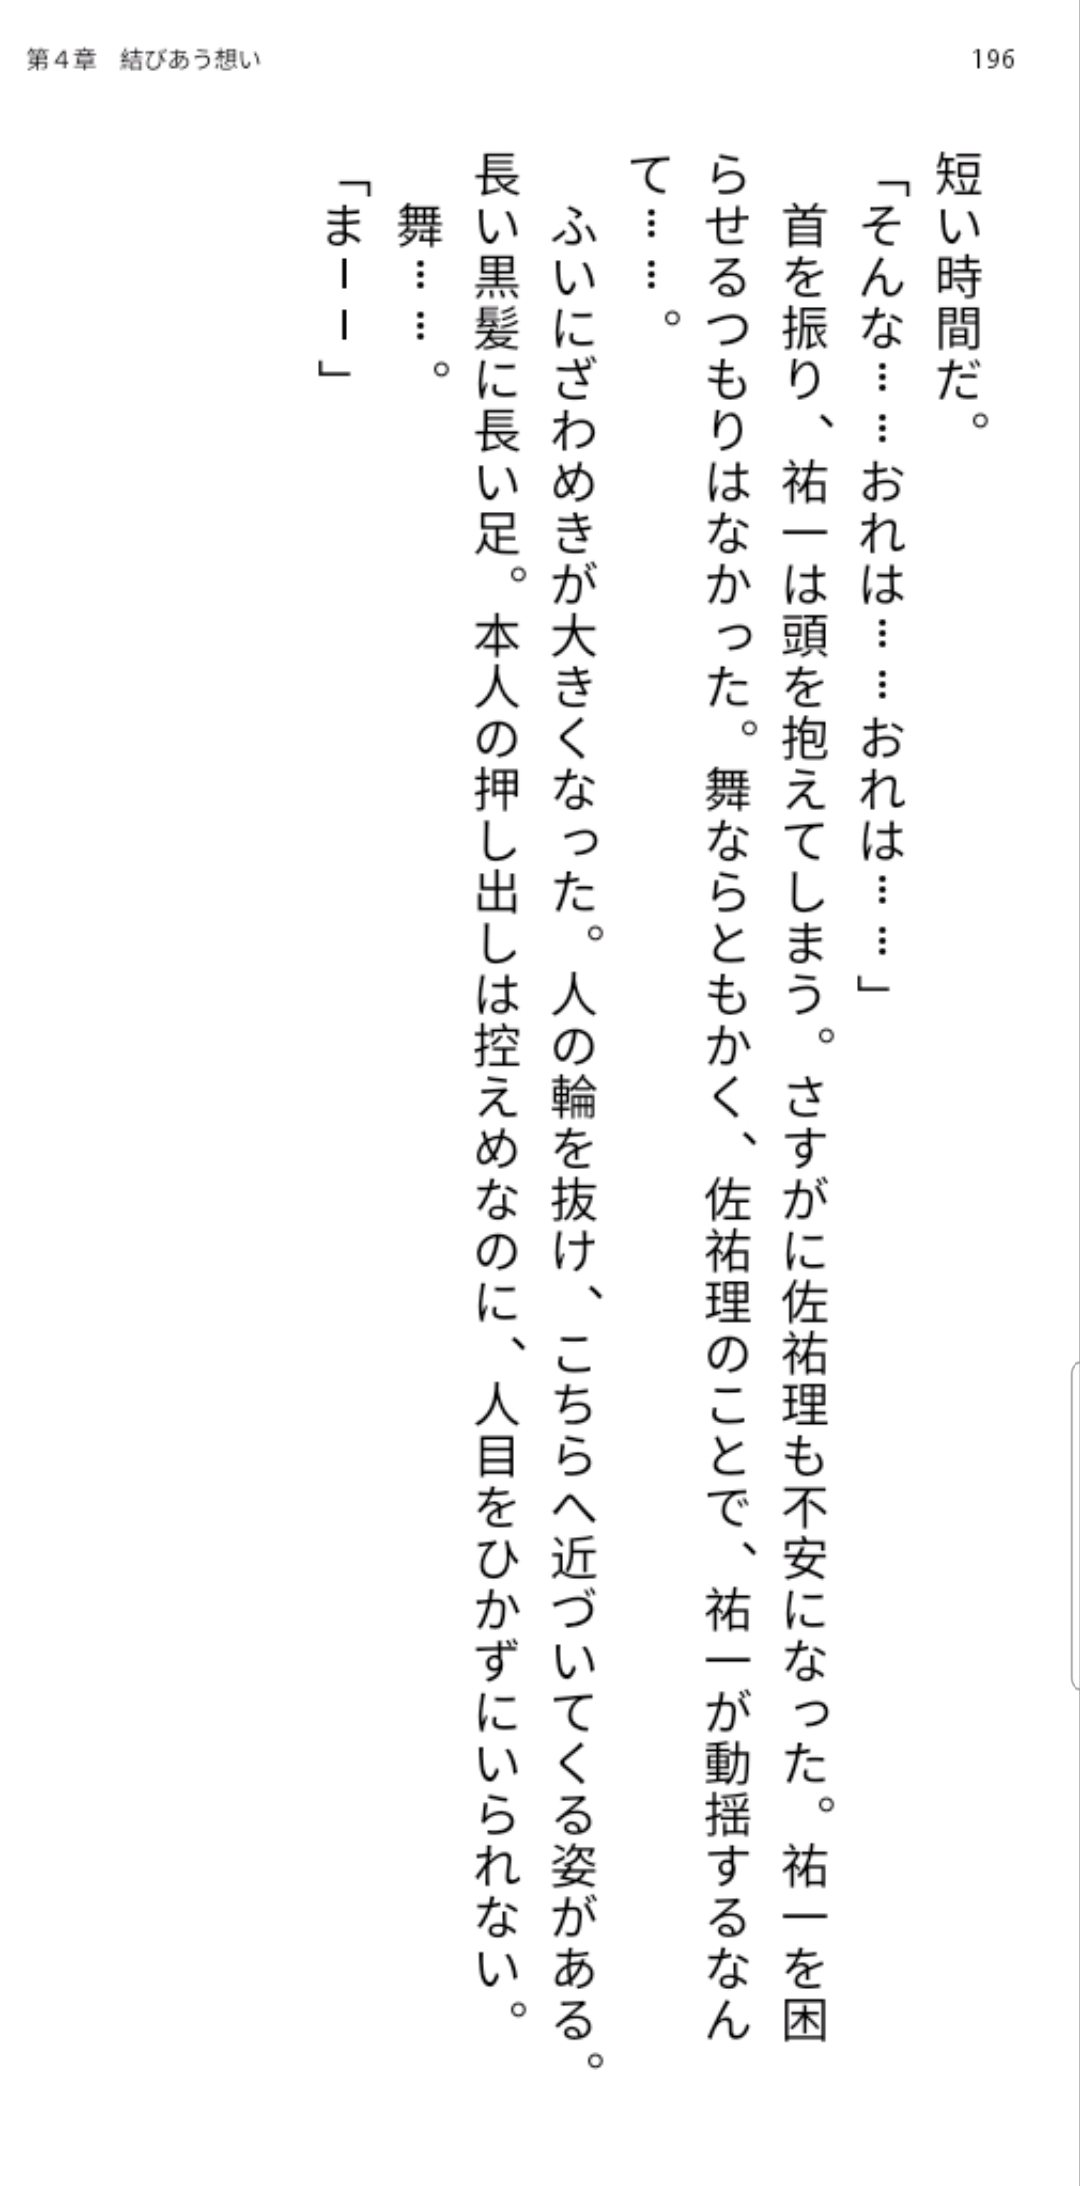 第４章　結びあう想い
196
短い時間だ。
「そんな……おれは……おれは……」
　首を振り、祐一は頭を抱えてしまう。さすがに佐祐理も不安になった。祐一を困
らせるつもりはなかった。舞ならともかく、佐祐理のことで、祐一が動揺するなん
て……。
　ふいにざわめきが大きくなった。人の輪を抜け、こちらへ近づいてくる姿がある。
長い黒髪に長い足。本人の押し出しは控えめなのに、人目をひかずにいられない。
　舞……。
「ま――」